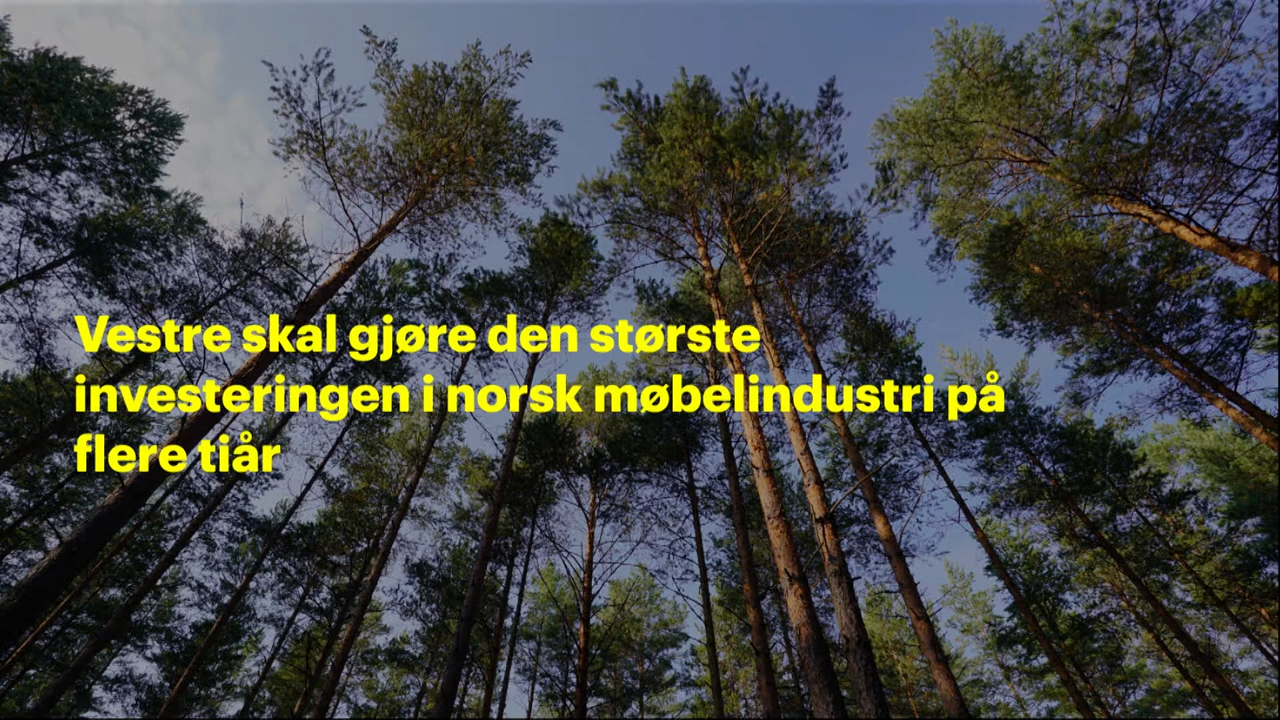 Vestre skal gjøre den største
investeringen i norsk møbelindustri på
flere tiår